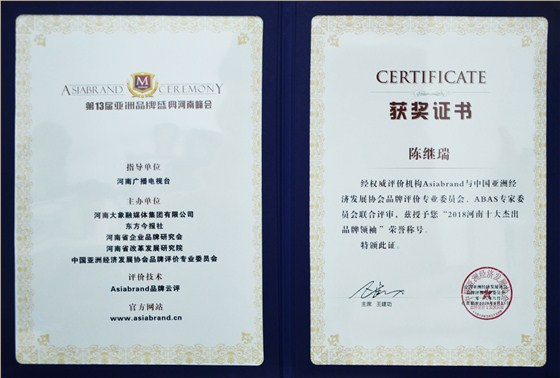 ASIABRAND M CEREMONY
第13届亚洲品牌盛典河南峰会
指导单位
河南广播电视台
主办单位
河南大象融媒体集团有限公司
东方今报社
河南省企业品牌研究会
河南省改革发展研究院
中国亚洲经济发展协会品牌评价专业委员会
评价技术
Asiabrand品牌云评
官方网站
www.asiabrand.cn
CERTIFICATE
获奖证书
陈继瑞
经权威评价机构Asiabrand与中国亚洲经
济发展协会品牌评价专业委员会、ABAS专家委
员会联合评审，兹授予您“2018河南十大杰出
品牌领袖”荣誉称号。
特颁此证。
主席 王建功